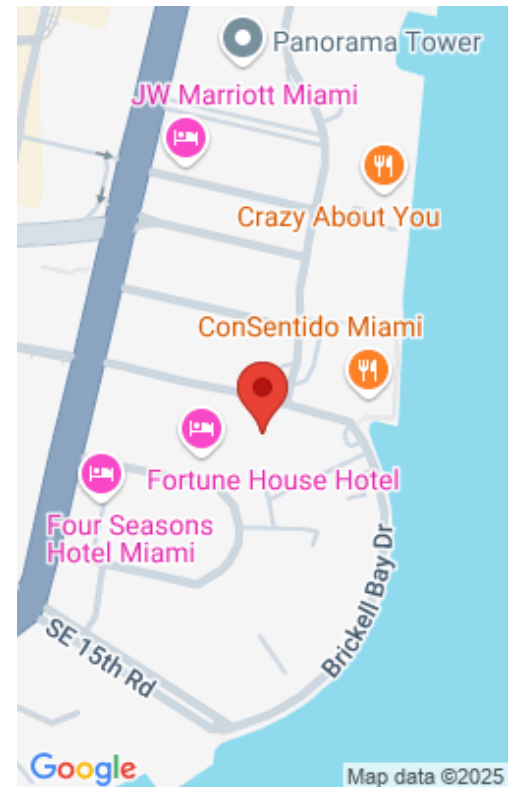 Panorama Tower
JW Marriott Miami
Crazy About You
ConSentido Miami
Fortune House Hotel
Four Seasons
Hotel Miami
Brickell Bay Dr
SE 15th Rd
Google
Map data ©2025